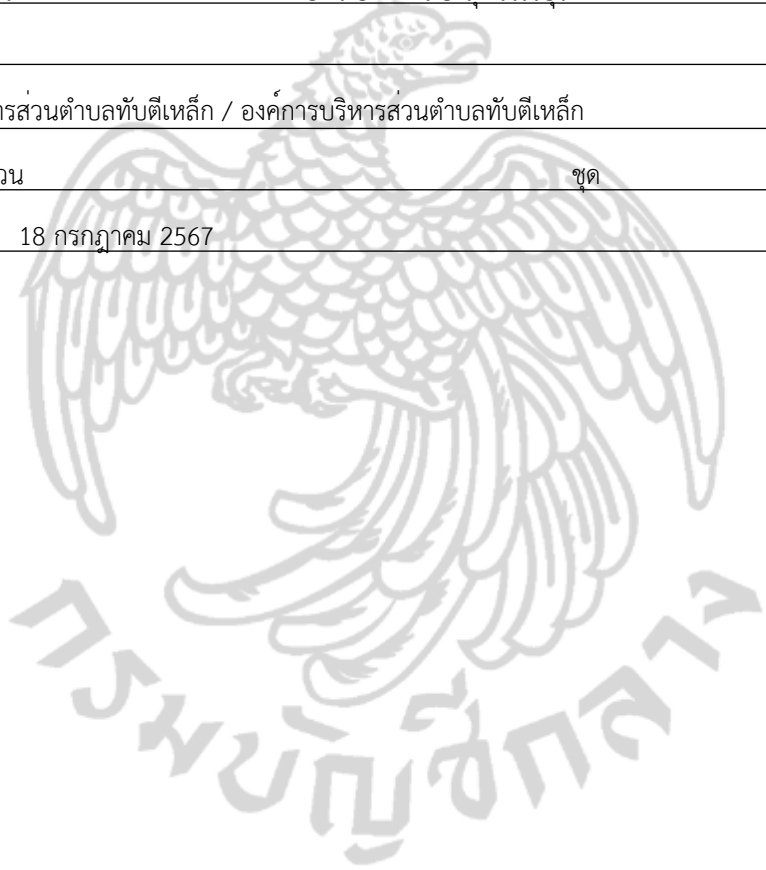 ารส่วนตำบลทับตีเหล็ก / องค์การบริหารส่วนตำบลทับตีเหล็ก
วน ชุด
18 กรกฎาคม 2567
กรมบัญชีกลาง